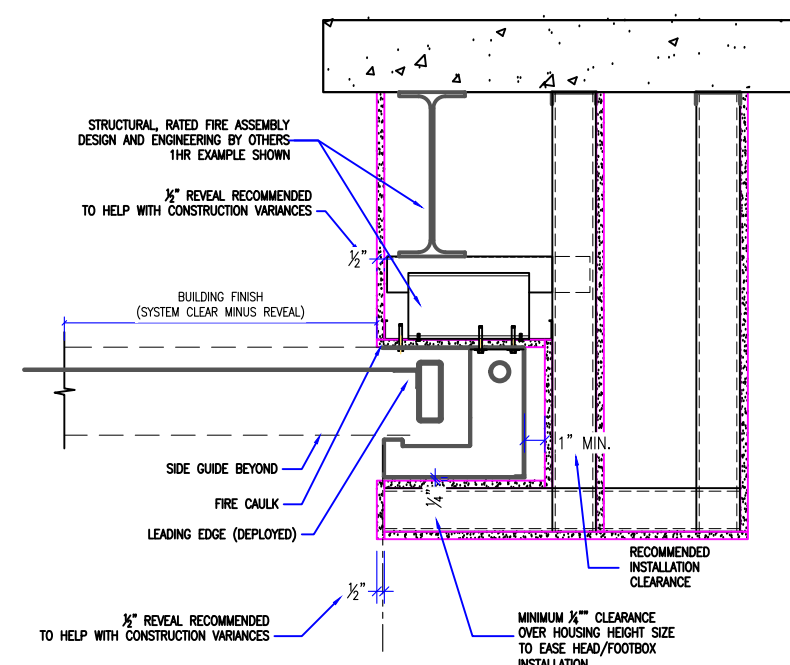 STRUCTURAL, RATED FIRE ASSEMBLY
DESIGN AND ENGINEERING BY OTHERS
1HR EXAMPLE SHOWN
½" REVEAL RECOMMENDED
TO HELP WITH CONSTRUCTION VARIANCES
½"
BUILDING FINISH
(SYSTEM CLEAR MINUS REVEAL)
1" MIN.
SIDE GUIDE BEYOND
¼"
FIRE CAULK
LEADING EDGE (DEPLOYED)
RECOMMENDED
INSTALLATION
CLEARANCE
½"
½" REVEAL RECOMMENDED
TO HELP WITH CONSTRUCTION VARIANCES
MINIMUM ¼"" CLEARANCE
OVER HOUSING HEIGHT SIZE
TO EASE HEAD/FOOTBOX
INSTALLATION